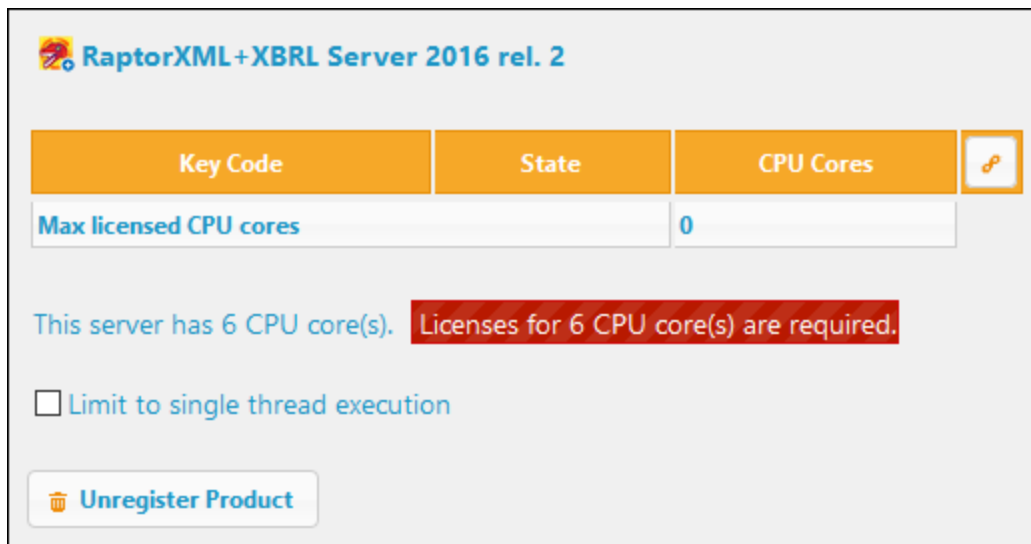 RaptorXML+XBRL Server 2016 rel. 2
Key Code State CPU Cores
Max licensed CPU cores 0
This server has 6 CPU core(s). Licenses for 6 CPU core(s) are required.
Limit to single thread execution
Unregister Product